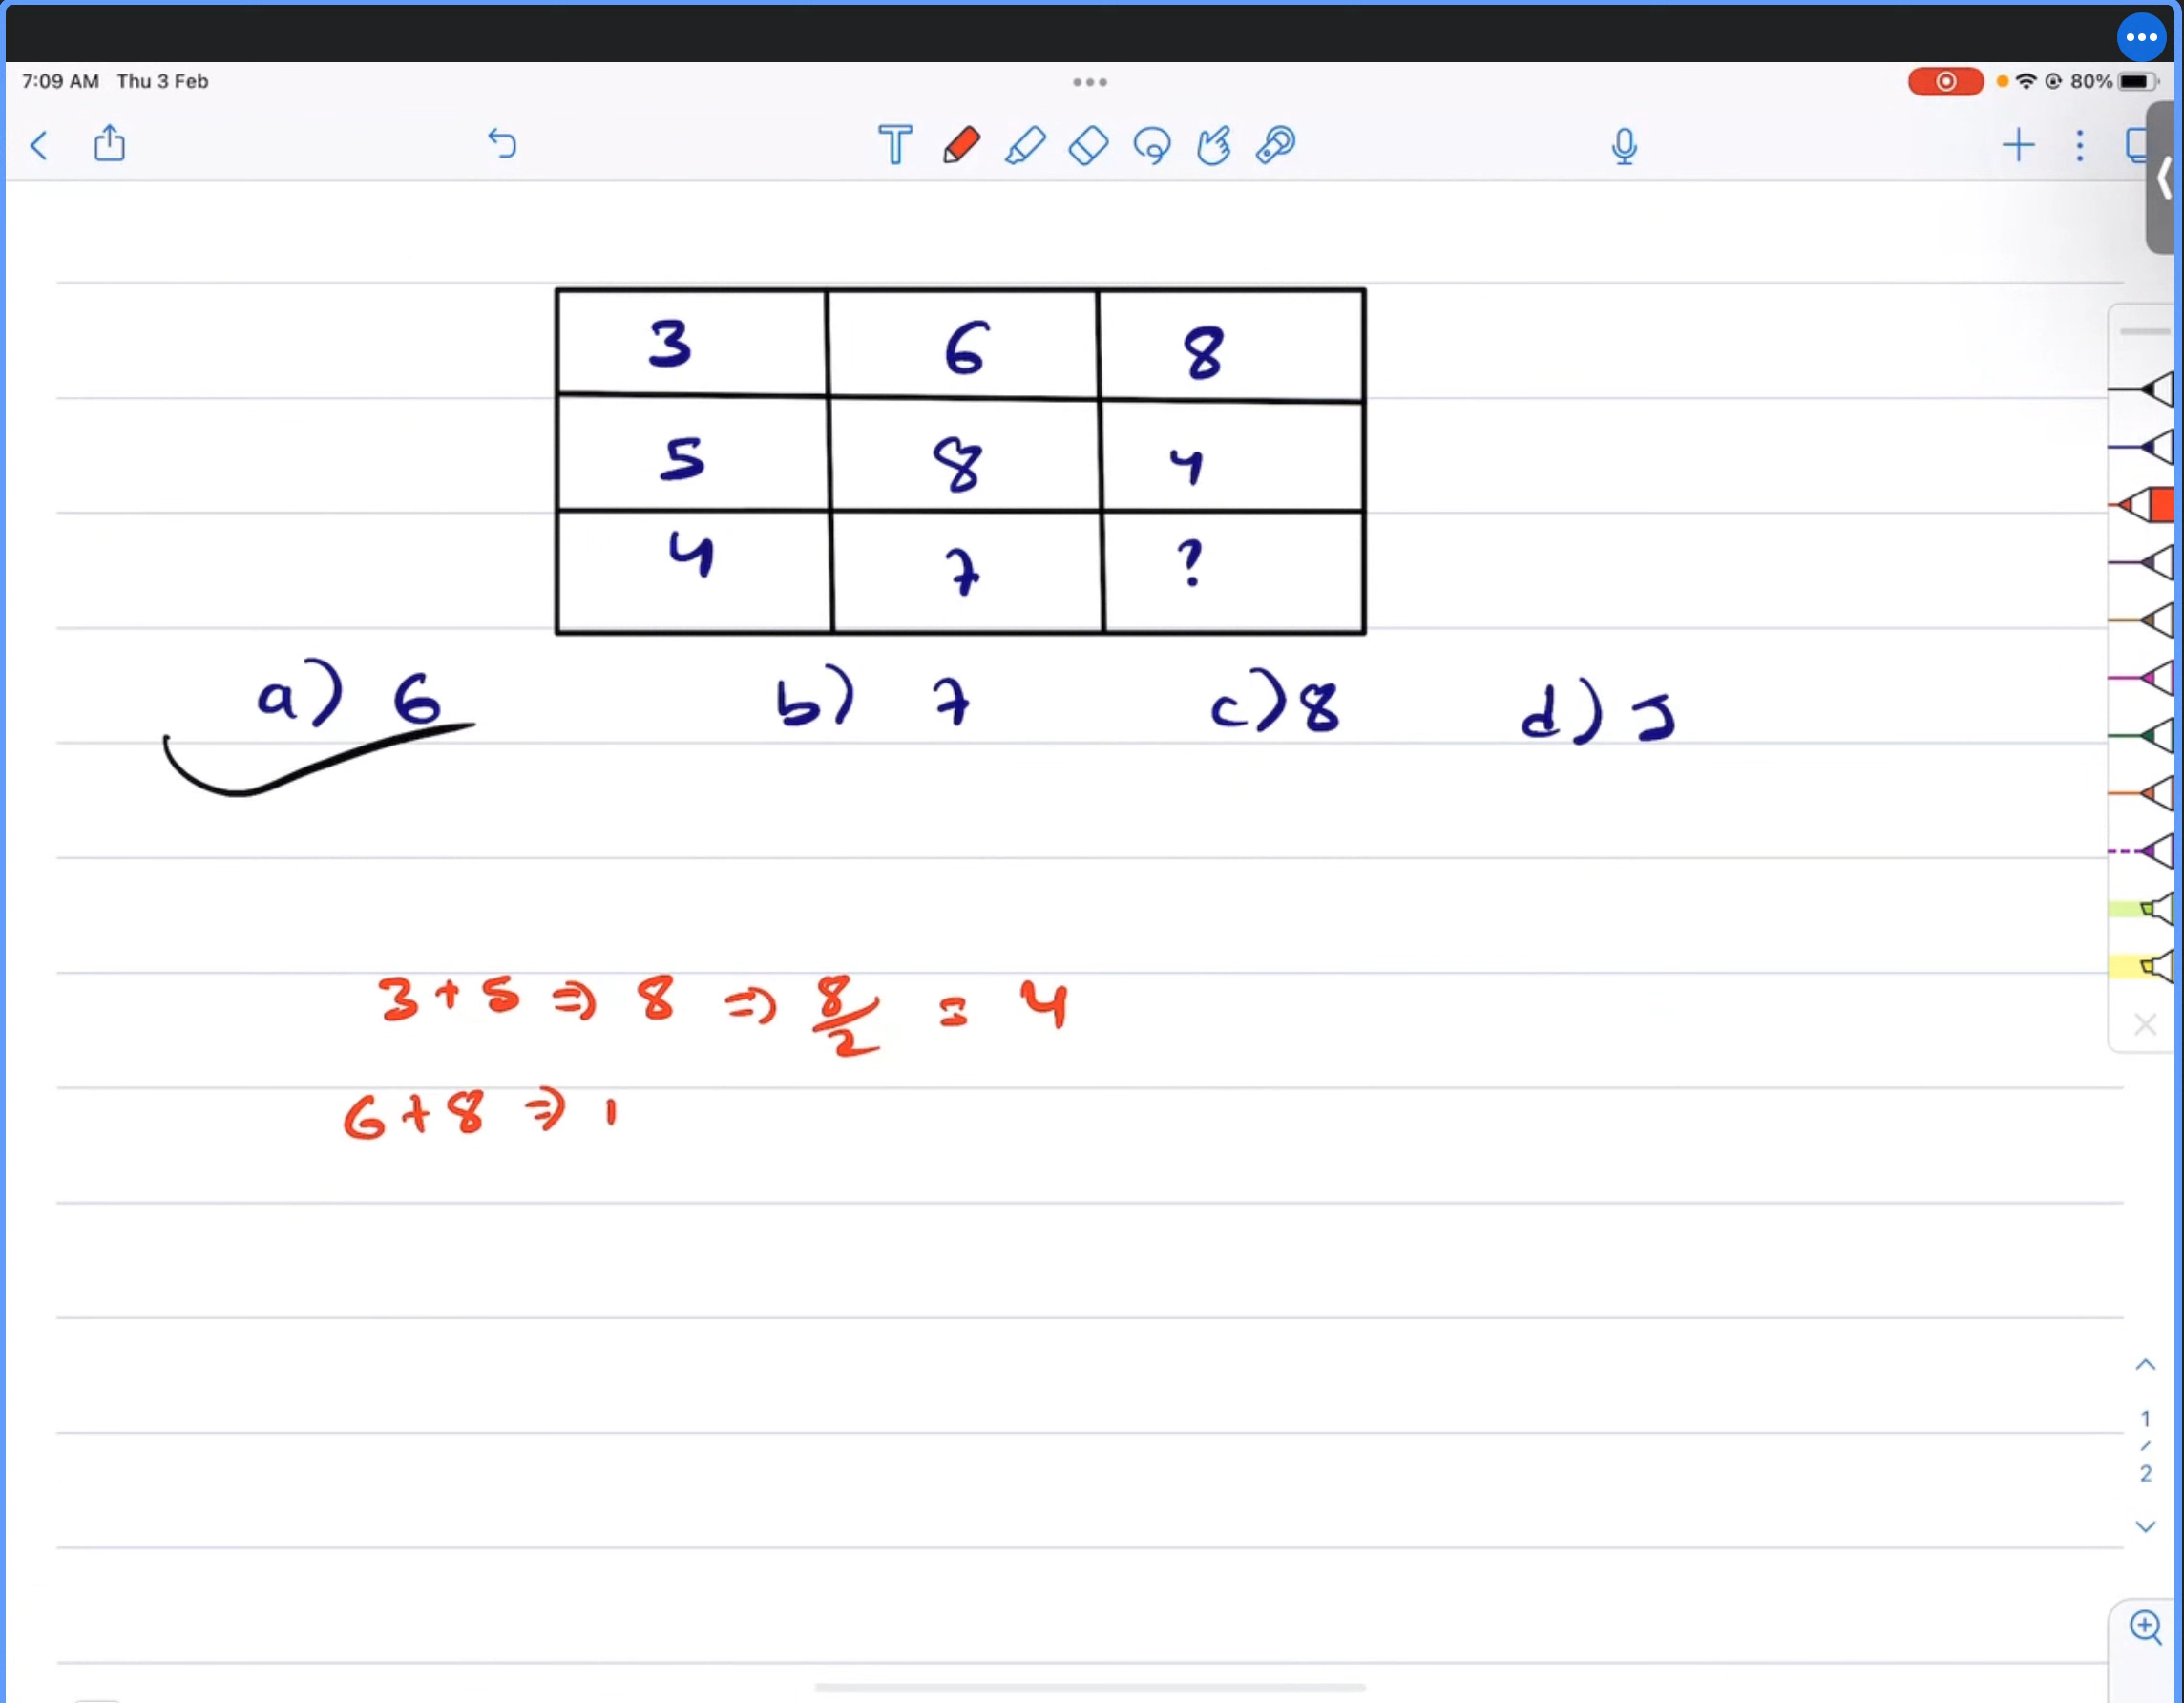 7:09 AM Thu 3 Feb 80%
T
3 6 8
5 8 4
4 7 ?
a) 6 b) 7 c) 8 d) 5
3 + 5 ⇒ 8 ⇒ 8/2 = 4
6 + 8 ⇒ 1
1
/
2